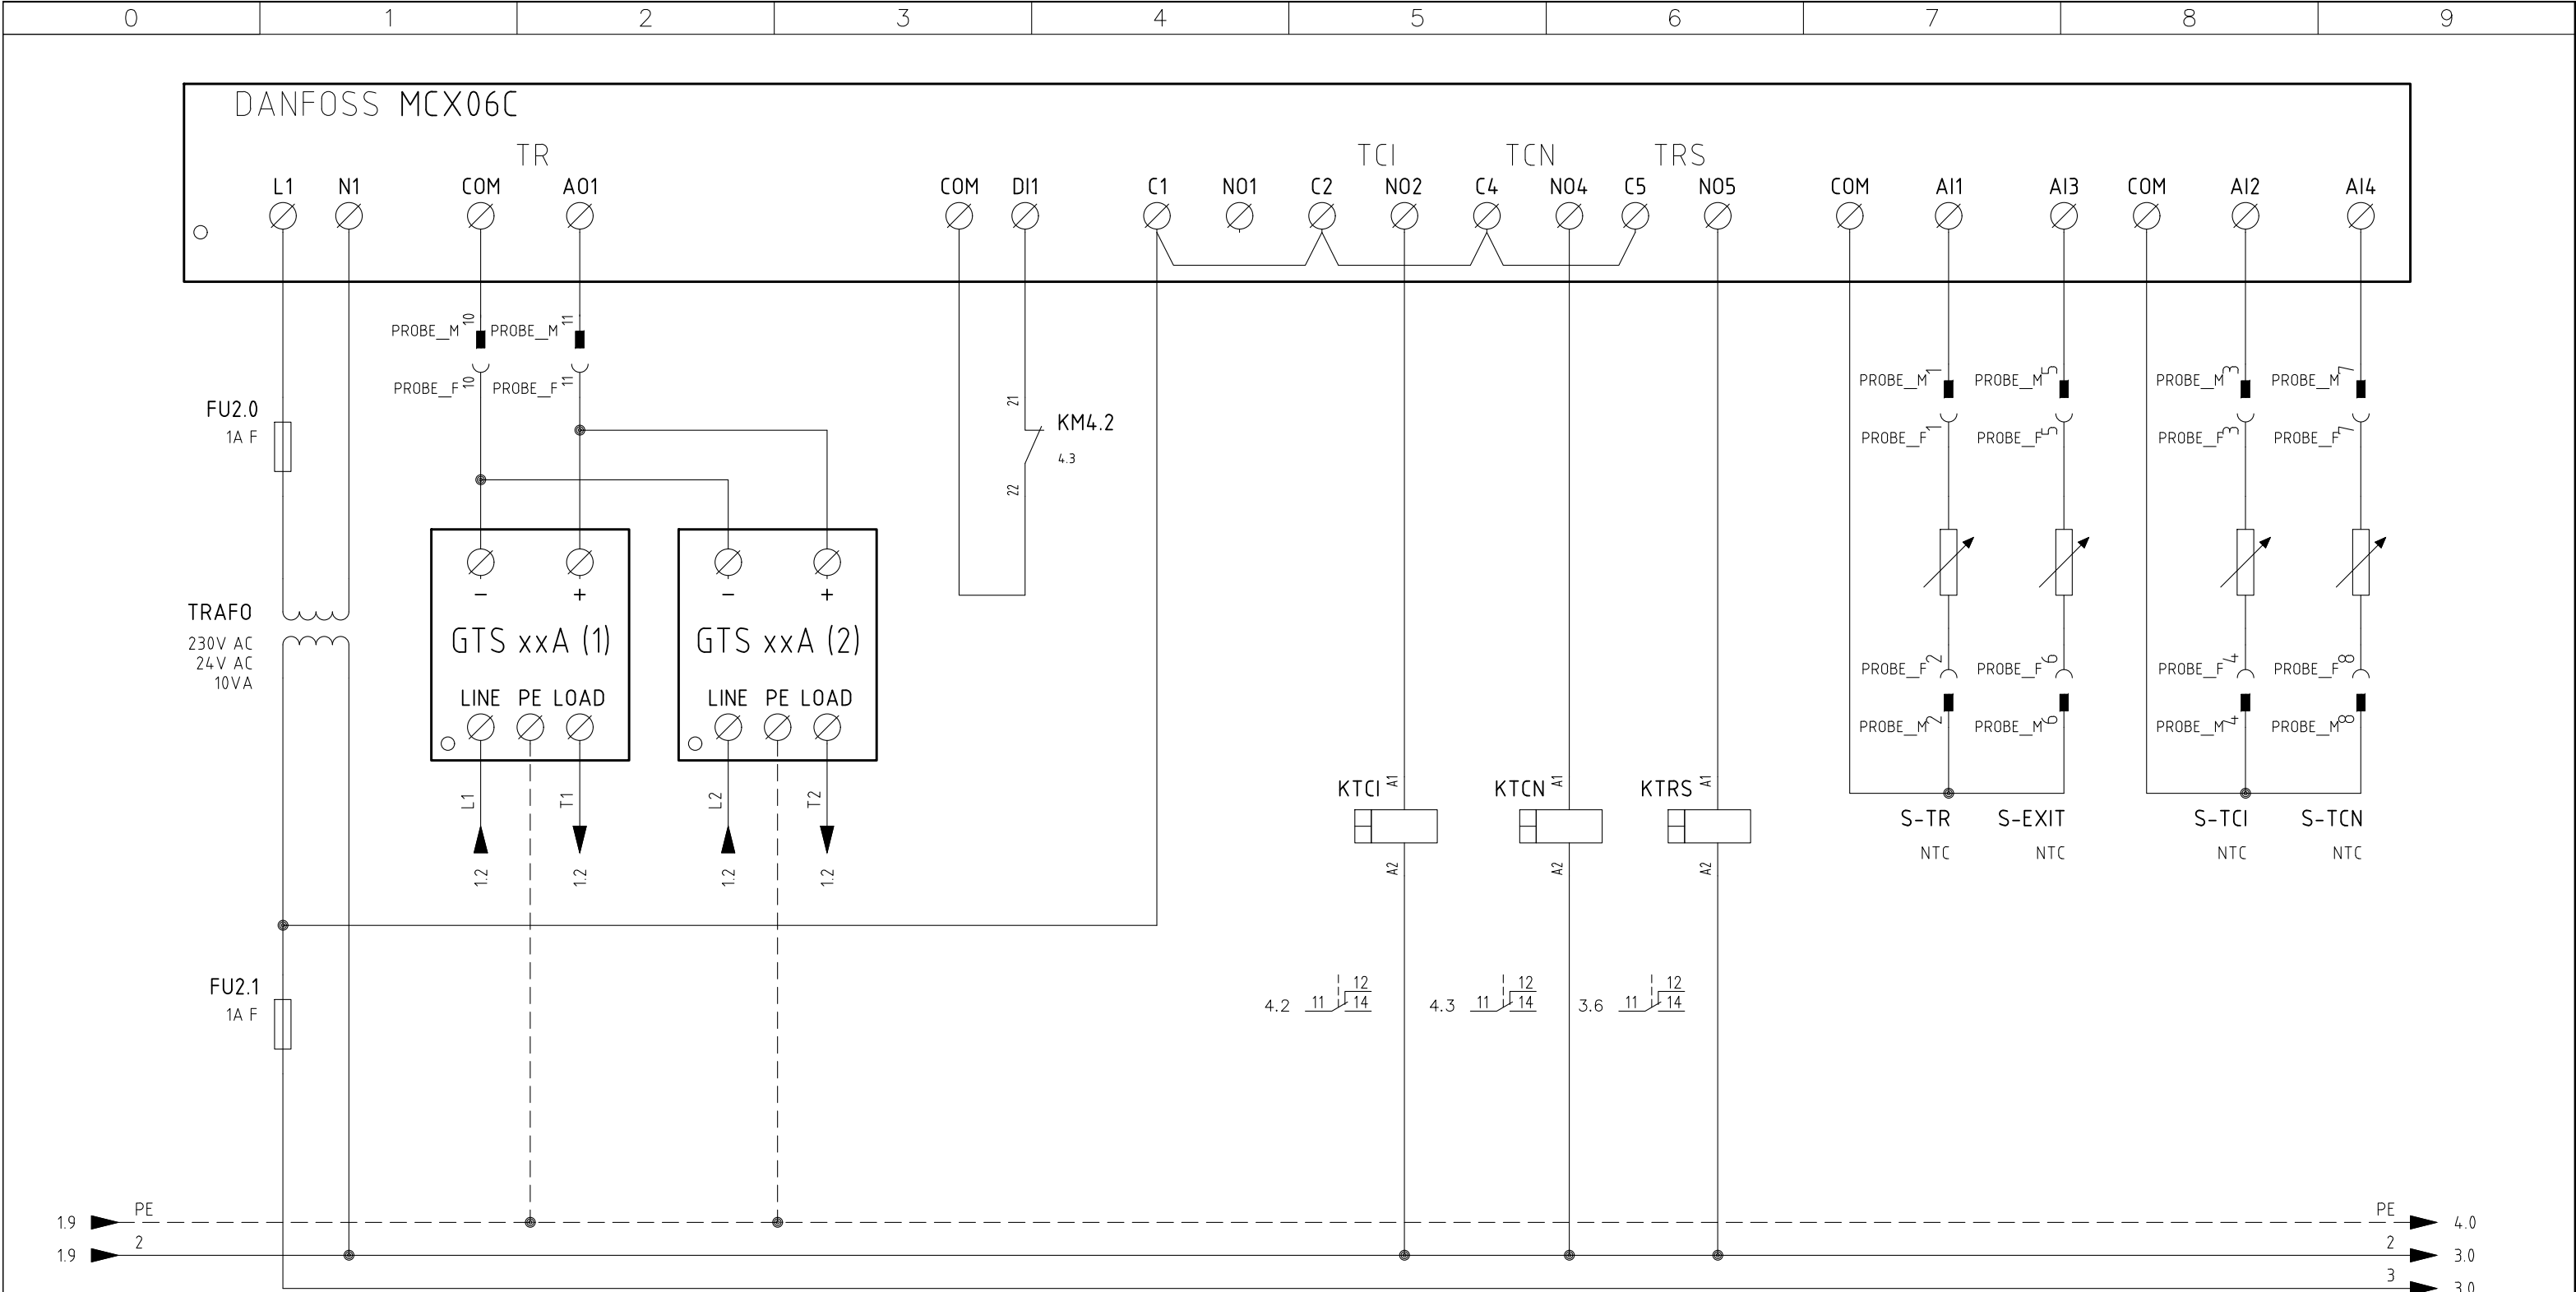 0 1 2 3 4 5 6 7 8 9
DANFOSS MCX06C
TR TCI TCN TRS
L1 N1 COM AO1 COM DI1 C1 NO1 C2 NO2 C4 NO4 C5 NO5 COM AI1 AI3 COM AI2 AI4
PROBE_M 10 PROBE_M 11
PROBE_F 10 PROBE_F 11
PROBE_M 1 PROBE_M 5 PROBE_M 3 PROBE_M 7
PROBE_F 1 PROBE_F 5 PROBE_F 3 PROBE_F 7
FU2.0
1A F
21
KM4.2
4.3
22
- + - +
TRAFO
230V AC
24V AC
10VA
GTS xxA (1) GTS xxA (2)
LINE PE LOAD LINE PE LOAD
PROBE_F 2 PROBE_F 6 PROBE_F 4 PROBE_F 8
PROBE_M 2 PROBE_M 6 PROBE_M 4 PROBE_M 8
L1 T1 L2 T2
1.2 1.2 1.2 1.2
KTCI A1 KTCN A1 KTRS A1
A2 A2 A2
S-TR S-EXIT S-TCI S-TCN
NTC NTC NTC NTC
FU2.1
1A F
4.2 11 12 14 4.3 11 12 14 3.6 11 12 14
1.9 PE PE 4.0
1.9 2 2 3.0
3 3.0